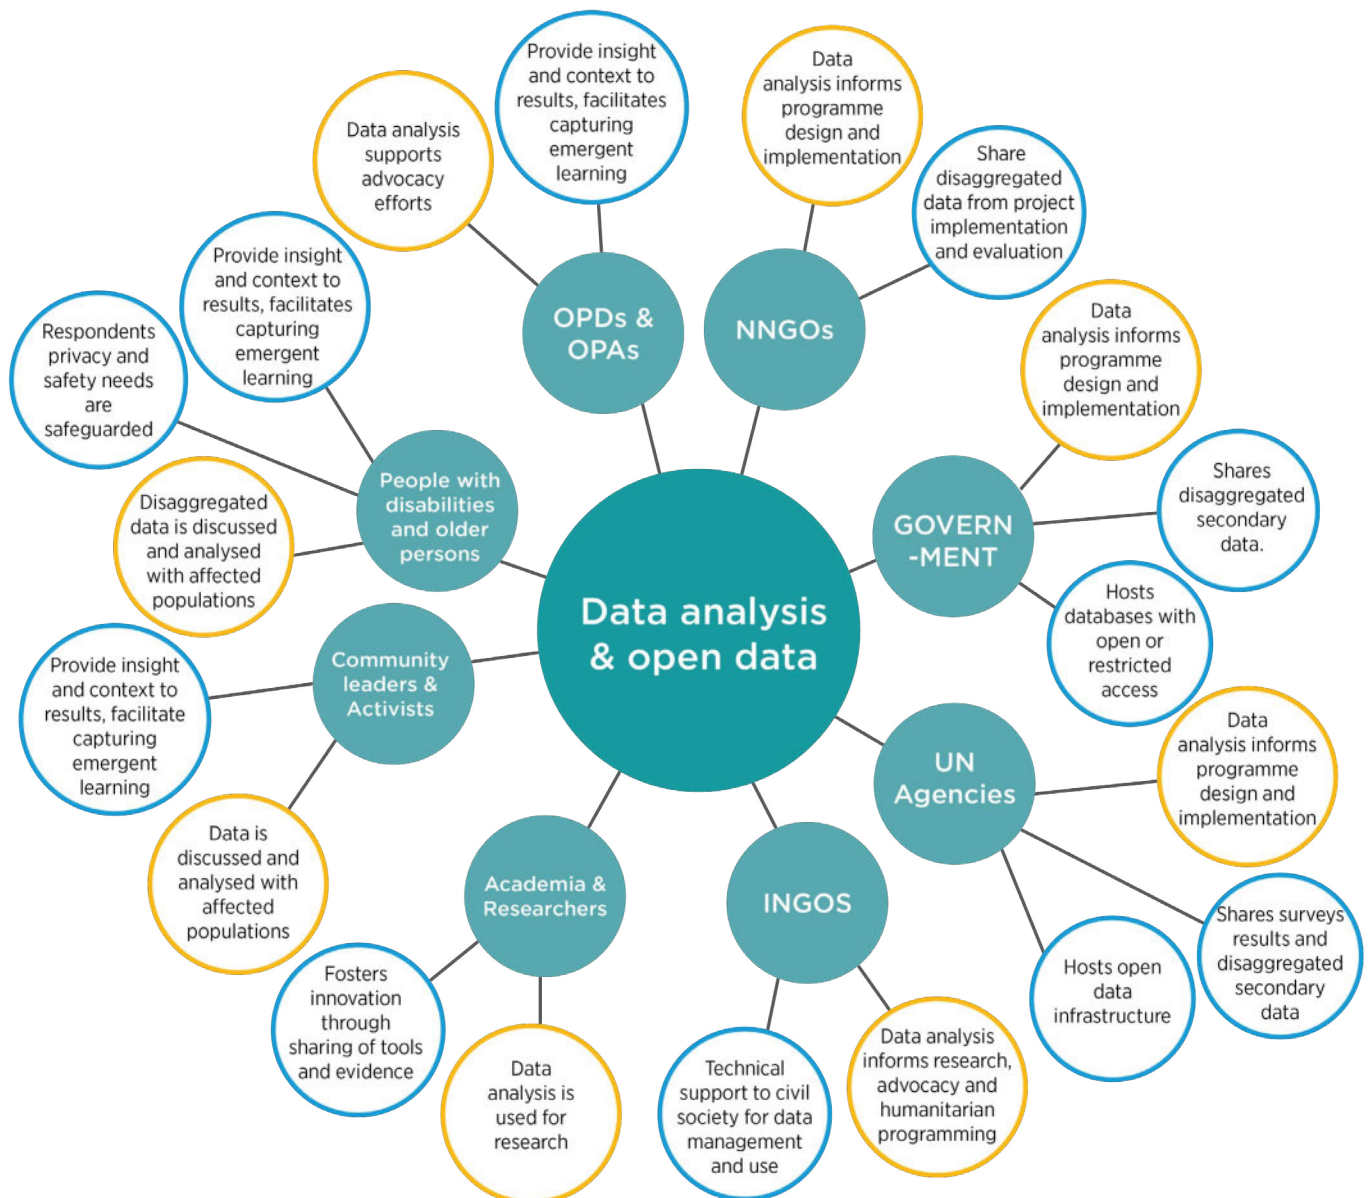 Data analysis
& open data
OPDs &
OPAs
Data analysis
supports
advocacy
efforts
Provide insight
and context to
results, facilitates
capturing
emergent
learning
NNGOs
Data
analysis informs
programme
design and
implementation
Share
disaggregated
data from project
implementation
and evaluation
GOVERN
-MENT
Data
analysis informs
programme
design and
implementation
Shares
disaggregated
secondary
data.
Hosts
databases with
open or
restricted
access
UN
Agencies
Data
analysis informs
programme
design and
implementation
Shares surveys
results and
disaggregated
secondary
data
Hosts open
data
infrastructure
INGOS
Data analysis
informs research,
advocacy and
humanitarian
programming
Technical
support to civil
society for data
management
and use
Academia &
Researchers
Data
analysis is
used for
research
Fosters
innovation
through
sharing of tools
and evidence
Community
leaders &
Activists
Data is
discussed and
analysed with
affected
populations
Provide insight
and context to
results, facilitate
capturing
emergent
learning
People with
disabilities
and older
persons
Disaggregated
data is discussed
and analysed
with affected
populations
Respondents
privacy and
safety needs
are
safeguarded
Provide insight
and context to
results, facilitates
capturing
emergent
learning